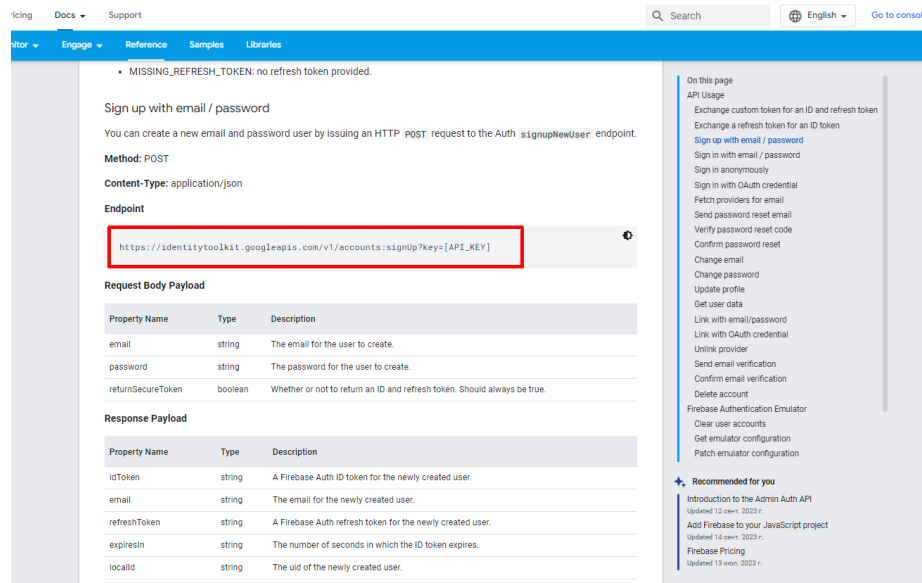 ricing Docs Support Search English Go to consol
nitor Engage Reference Samples Libraries
• MISSING_REFRESH_TOKEN: no refresh token provided.
Sign up with email / password
You can create a new email and password user by issuing an HTTP POST request to the Auth signupNewUser endpoint.
Method: POST
Content-Type: application/json
Endpoint
https://identitytoolkit.googleapis.com/v1/accounts:signUp?key=[API_KEY]
Request Body Payload
Property Name Type Description
email string The email for the user to create.
password string The password for the user to create.
returnSecureToken boolean Whether or not to return an ID and refresh token. Should always be true.
Response Payload
Property Name Type Description
idToken string A Firebase Auth ID token for the newly created user.
email string The email for the newly created user.
refreshToken string A Firebase Auth refresh token for the newly created user.
expiresIn string The number of seconds in which the ID token expires.
localId string The uid of the newly created user.
On this page
API Usage
Exchange custom token for an ID and refresh token
Exchange a refresh token for an ID token
Sign up with email / password
Sign in with email / password
Sign in anonymously
Sign in with OAuth credential
Fetch providers for email
Send password reset email
Verify password reset code
Confirm password reset
Change email
Change password
Update profile
Get user data
Link with email/password
Link with OAuth credential
Unlink provider
Send email verification
Confirm email verification
Delete account
Firebase Authentication Emulator
Clear user accounts
Get emulator configuration
Patch emulator configuration
Recommended for you
Introduction to the Admin Auth API
Updated 12 сент. 2023 г.
Add Firebase to your JavaScript project
Updated 14 сент. 2023 г.
Firebase Pricing
Updated 13 июл. 2023 г.